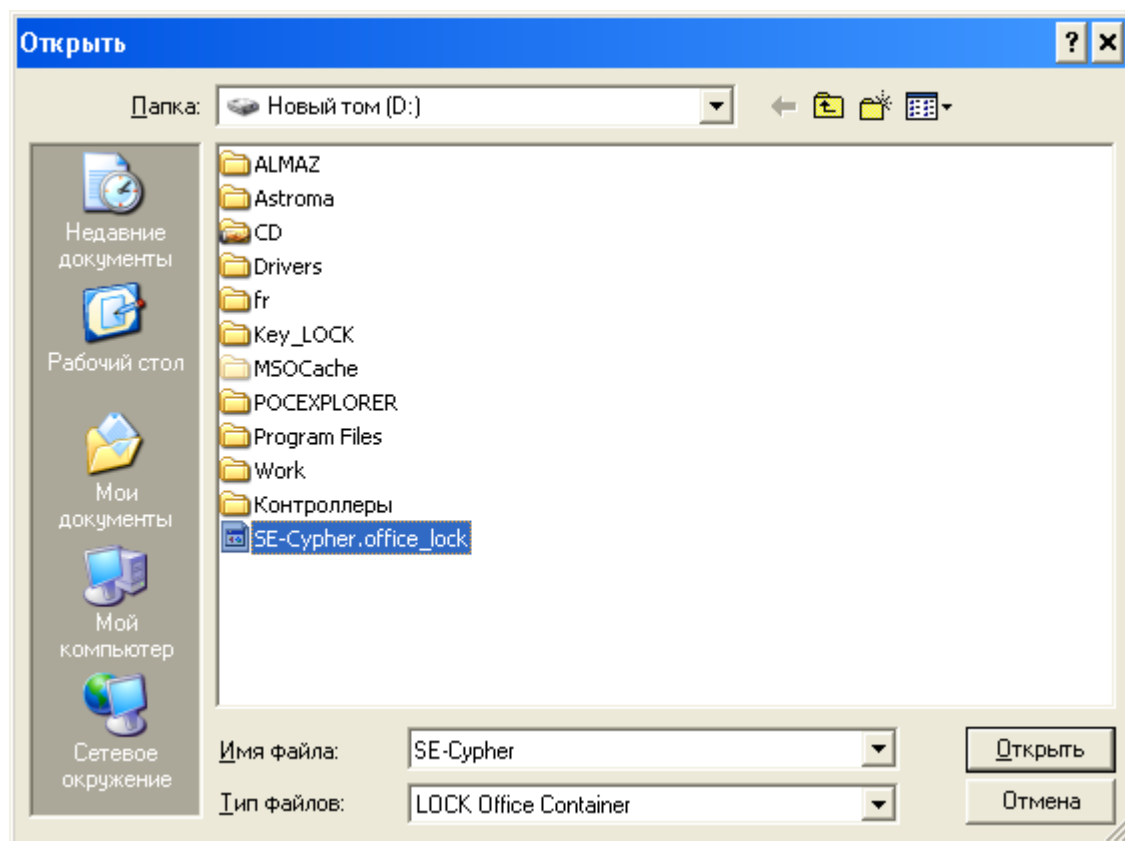 Открыть
Папка: Новый том (D:)
Недавние
документы
Рабочий стол
Мои
документы
Мой
компьютер
Сетевое
окружение
ALMAZ
Astroma
CD
Drivers
fr
Key_LOCK
MSOCache
POCEXPLORER
Program Files
Work
Контроллеры
SE-Cypher.office_lock
Имя файла: SE-Cypher Открыть
Тип файлов: LOCK Office Container Отмена